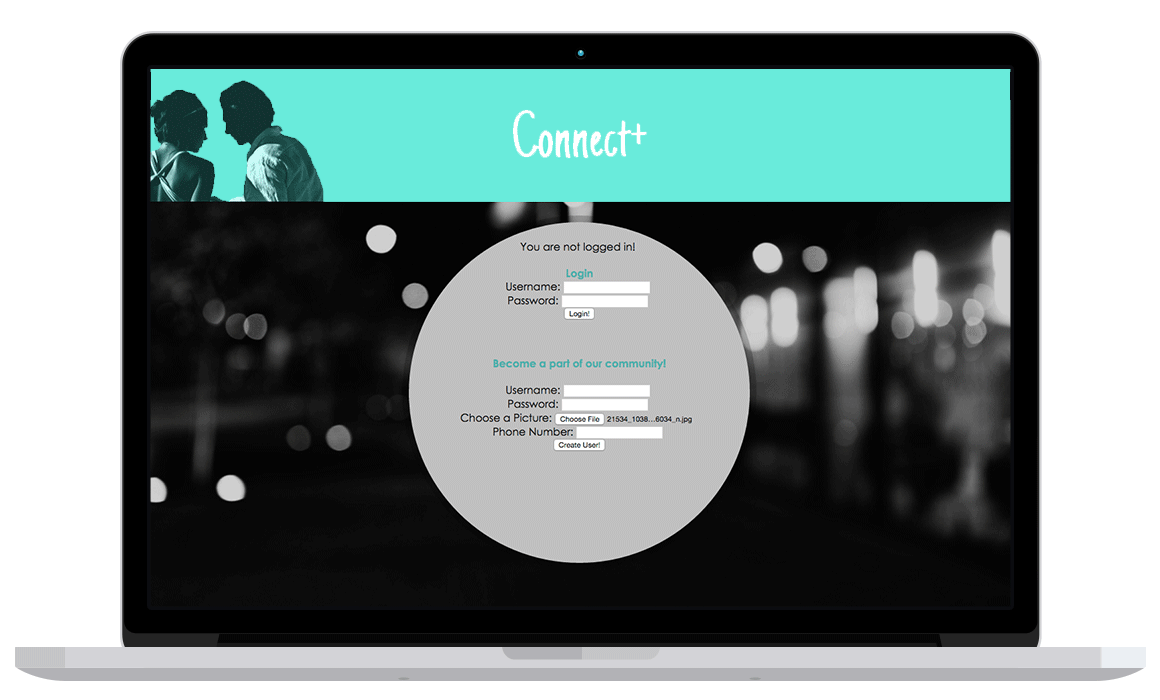 Connect+
You are not logged in!
Login
Username:
Password:
Login!
Become a part of our community!
Username:
Password:
Choose a Picture: Choose File 21534_1038...6034_n.jpg
Phone Number:
Create User!